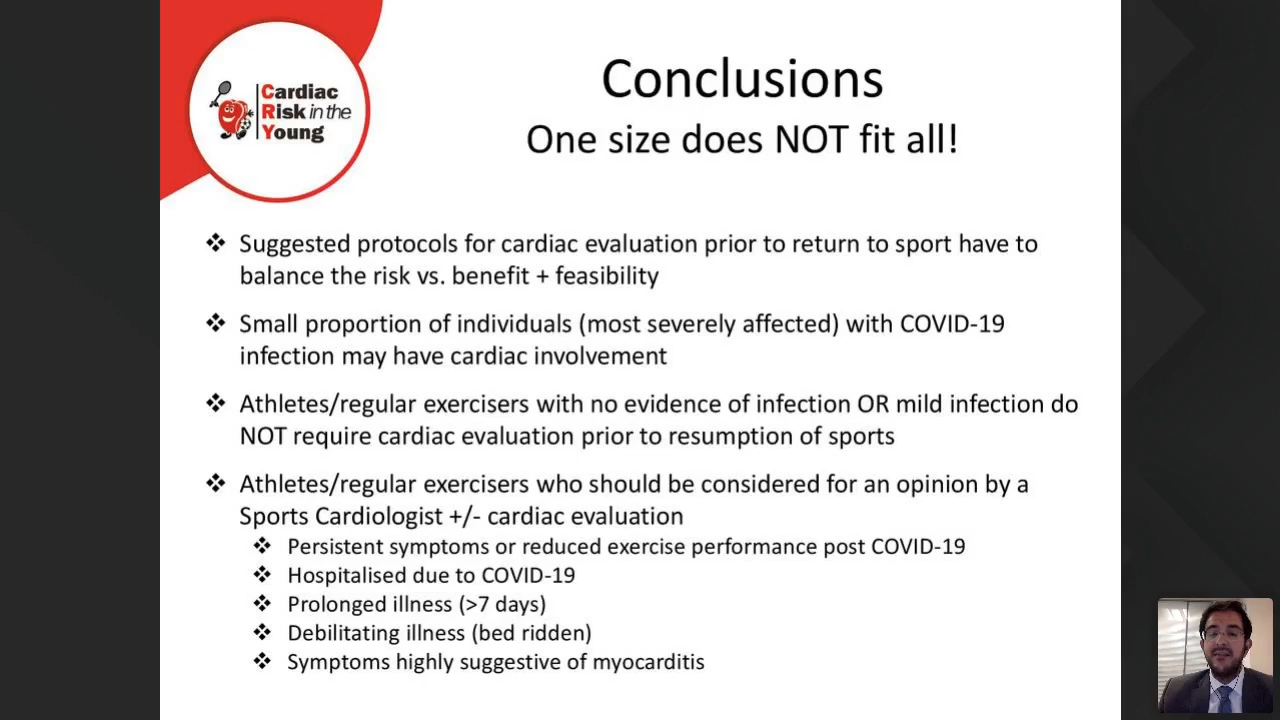 Cardiac
Risk in the
Young
Conclusions
One size does NOT fit all!
❖ Suggested protocols for cardiac evaluation prior to return to sport have to
balance the risk vs. benefit + feasibility
❖ Small proportion of individuals (most severely affected) with COVID-19
infection may have cardiac involvement
❖ Athletes/regular exercisers with no evidence of infection OR mild infection do
NOT require cardiac evaluation prior to resumption of sports
❖ Athletes/regular exercisers who should be considered for an opinion by a
Sports Cardiologist +/- cardiac evaluation
❖ Persistent symptoms or reduced exercise performance post COVID-19
❖ Hospitalised due to COVID-19
❖ Prolonged illness (>7 days)
❖ Debilitating illness (bed ridden)
❖ Symptoms highly suggestive of myocarditis